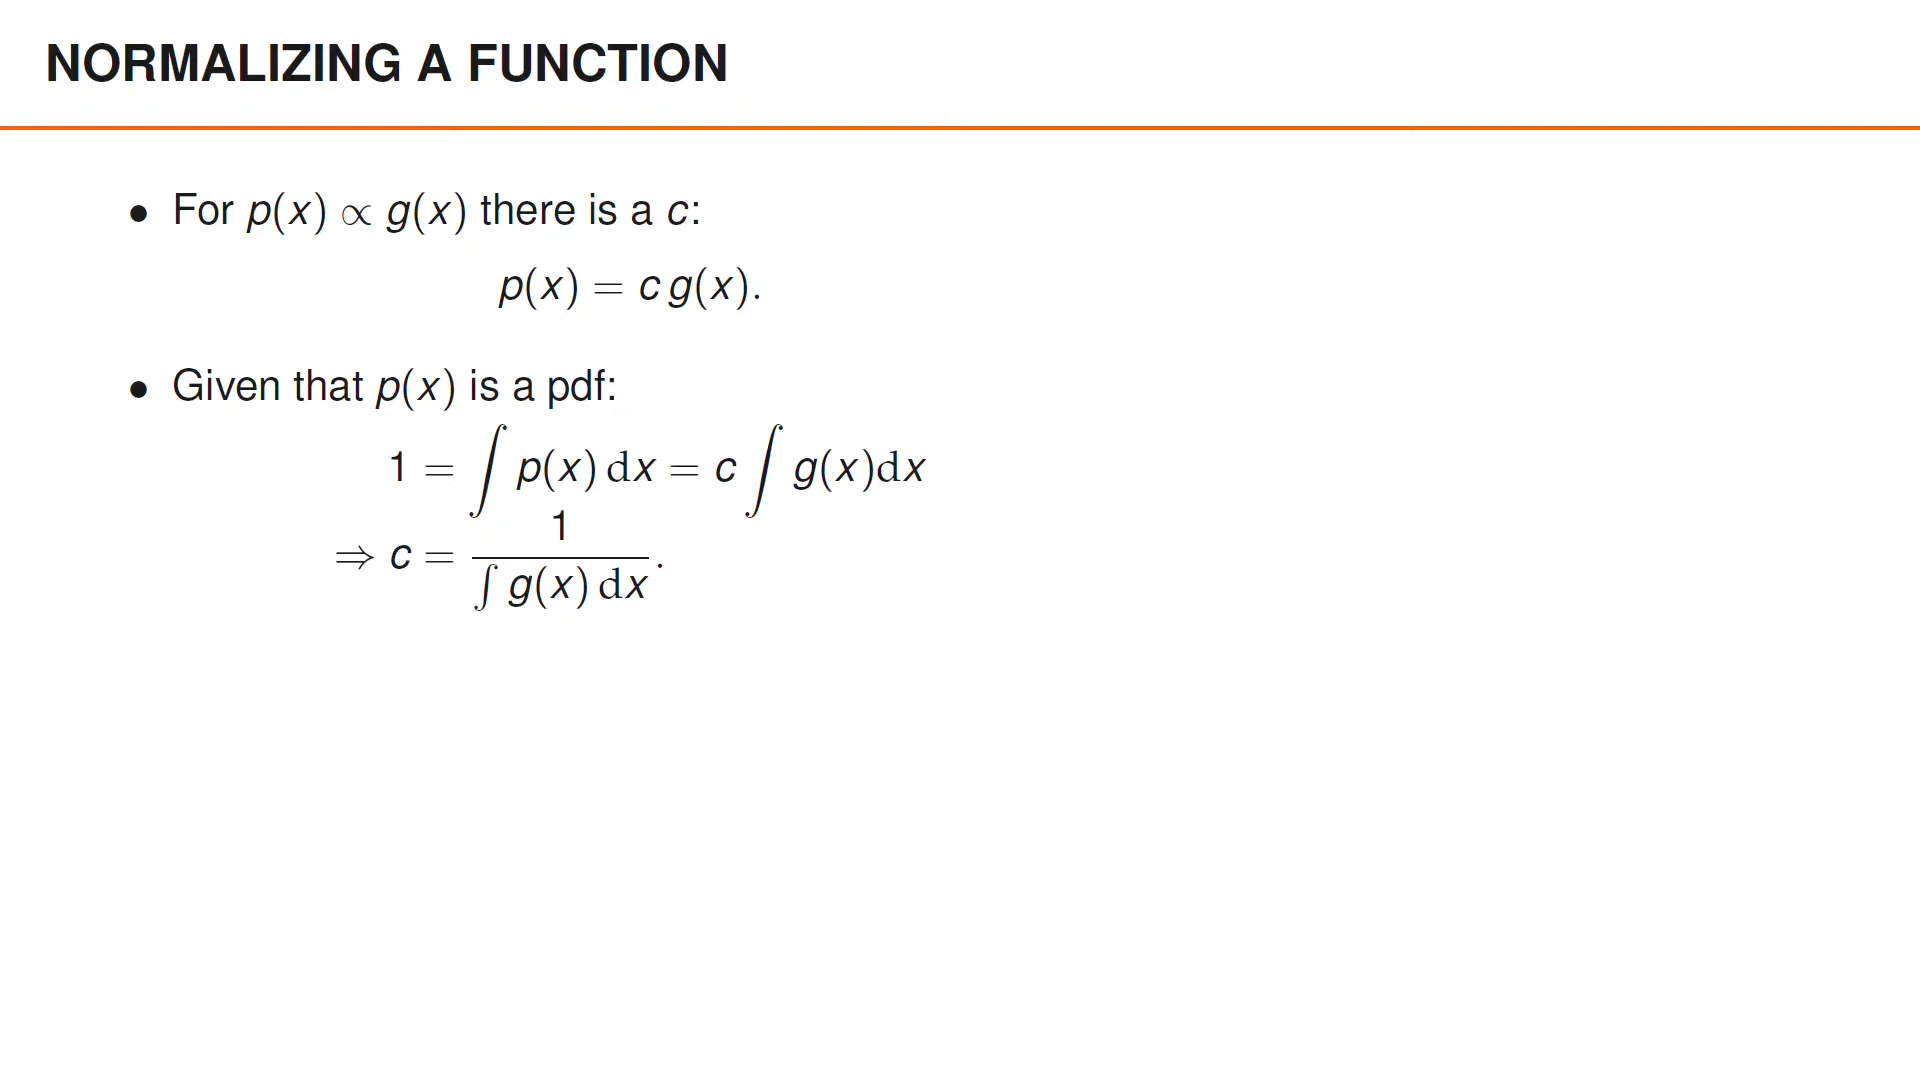 NORMALIZING A FUNCTION
• For p(x) ∝ g(x) there is a c:
p(x) = c g(x).
• Given that p(x) is a pdf:
1 = ∫ p(x) dx = c ∫ g(x)dx
⇒ c = 1 / ∫ g(x) dx .